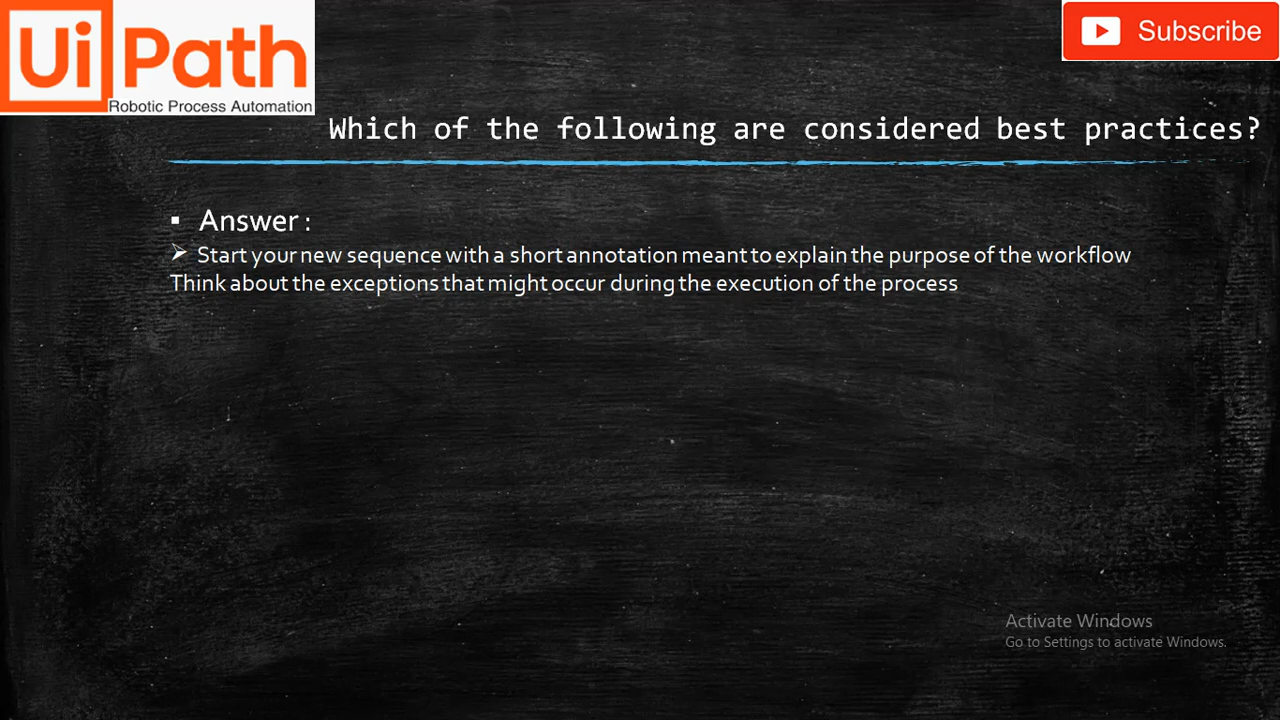 UiPath
Robotic Process Automation
Subscribe
Which of the following are considered best practices?
▪ Answer :
➢ Start your new sequence with a short annotation meant to explain the purpose of the workflow
Think about the exceptions that might occur during the execution of the process
Activate Windows
Go to Settings to activate Windows.